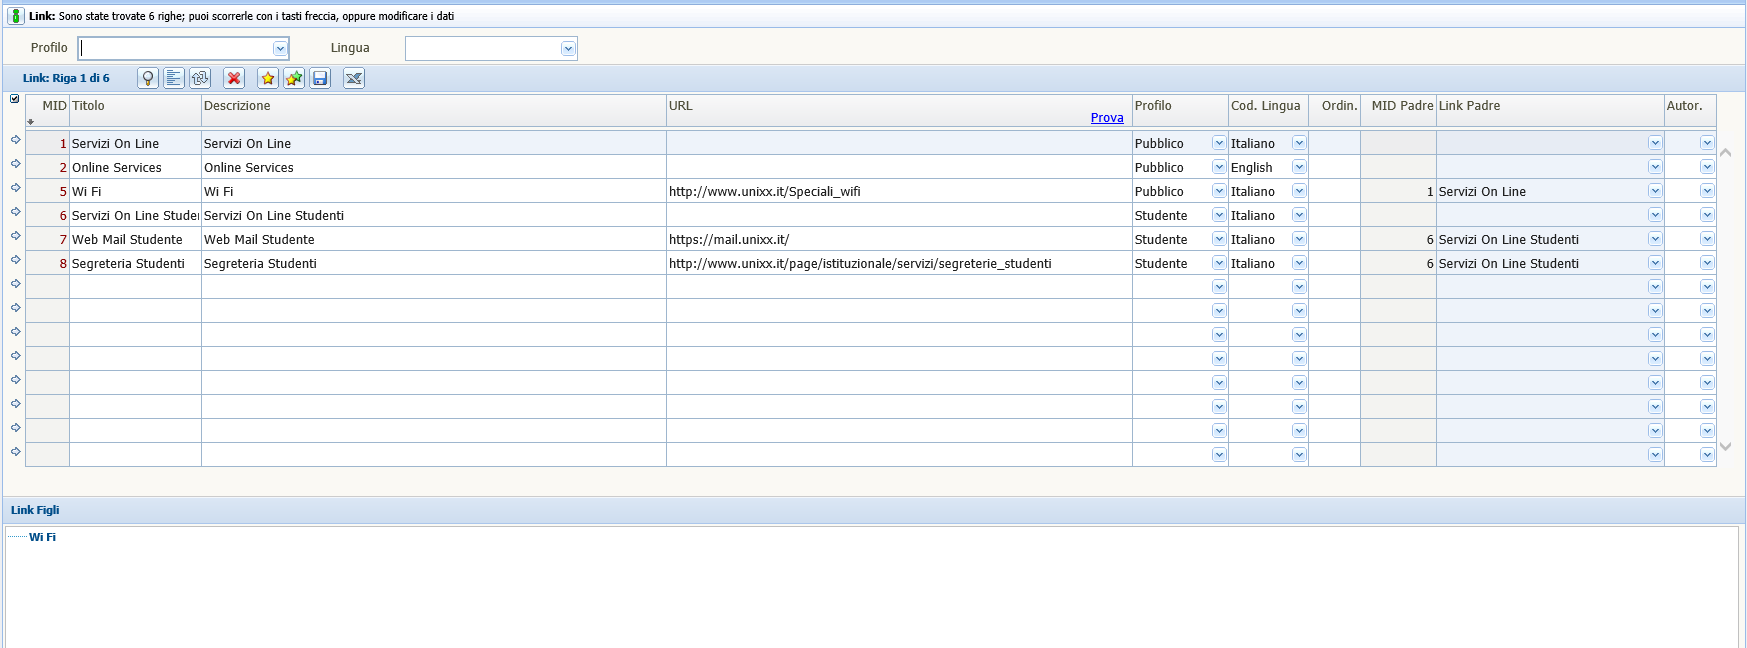 Link: Sono state trovate 6 righe; puoi scorrerle con i tasti freccia, oppure modificare i dati
Profilo Lingua
Link: Riga 1 di 6
MID Titolo Descrizione URL Prova Profilo Cod. Lingua Ordin. MID Padre Link Padre Autor.
1 Servizi On Line Servizi On Line Pubblico Italiano
2 Online Services Online Services Pubblico English
5 Wi Fi Wi Fi http://www.unixx.it/Speciali_wifi Pubblico Italiano 1 Servizi On Line
6 Servizi On Line Stude Servizi On Line Studenti Studente Italiano
7 Web Mail Studente Web Mail Studente https://mail.unixx.it/ Studente Italiano 6 Servizi On Line Studenti
8 Segreteria Studenti Segreteria Studenti http://www.unixx.it/page/istituzionale/servizi/segreterie_studenti Studente Italiano 6 Servizi On Line Studenti
Link Figli
Wi Fi